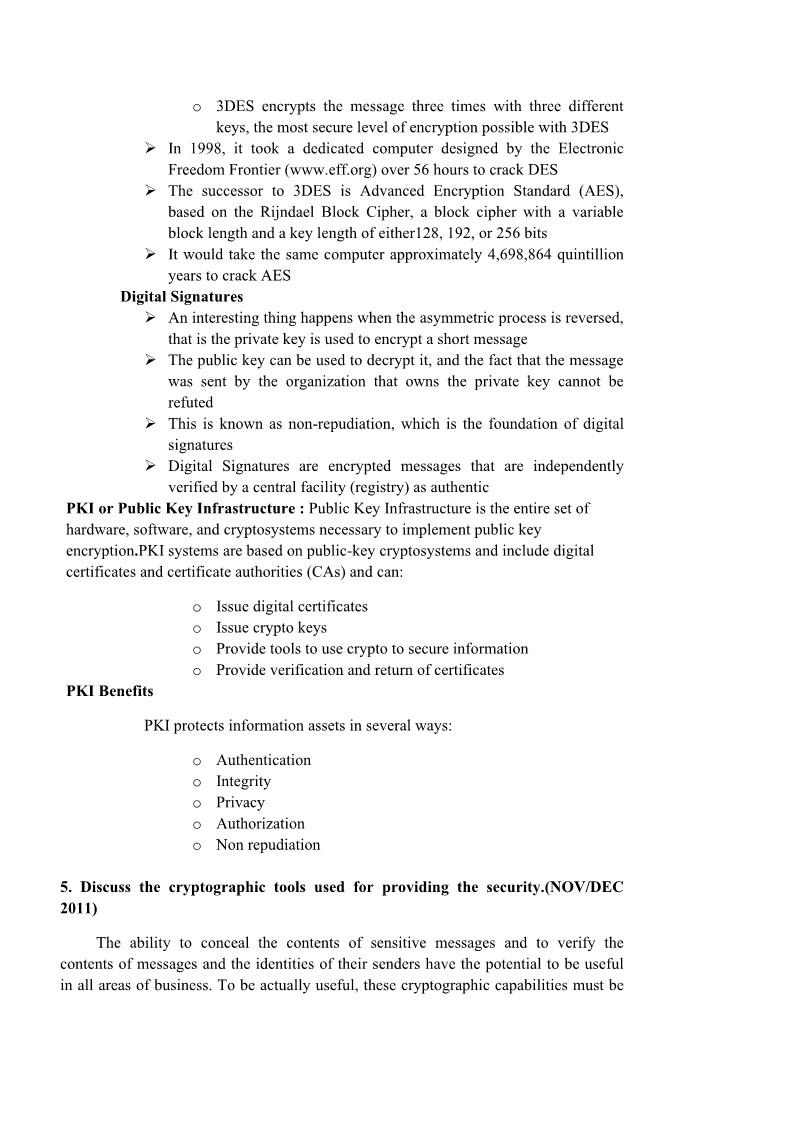 o 3DES encrypts the message three times with three different
keys, the most secure level of encryption possible with 3DES
➢ In 1998, it took a dedicated computer designed by the Electronic
Freedom Frontier (www.eff.org) over 56 hours to crack DES
➢ The successor to 3DES is Advanced Encryption Standard (AES),
based on the Rijndael Block Cipher, a block cipher with a variable
block length and a key length of either128, 192, or 256 bits
➢ It would take the same computer approximately 4,698,864 quintillion
years to crack AES
Digital Signatures
➢ An interesting thing happens when the asymmetric process is reversed,
that is the private key is used to encrypt a short message
➢ The public key can be used to decrypt it, and the fact that the message
was sent by the organization that owns the private key cannot be
refuted
➢ This is known as non-repudiation, which is the foundation of digital
signatures
➢ Digital Signatures are encrypted messages that are independently
verified by a central facility (registry) as authentic
PKI or Public Key Infrastructure : Public Key Infrastructure is the entire set of
hardware, software, and cryptosystems necessary to implement public key
encryption.PKI systems are based on public-key cryptosystems and include digital
certificates and certificate authorities (CAs) and can:
o Issue digital certificates
o Issue crypto keys
o Provide tools to use crypto to secure information
o Provide verification and return of certificates
PKI Benefits
PKI protects information assets in several ways:
o Authentication
o Integrity
o Privacy
o Authorization
o Non repudiation
5. Discuss the cryptographic tools used for providing the security.(NOV/DEC
2011)
The ability to conceal the contents of sensitive messages and to verify the
contents of messages and the identities of their senders have the potential to be useful
in all areas of business. To be actually useful, these cryptographic capabilities must be